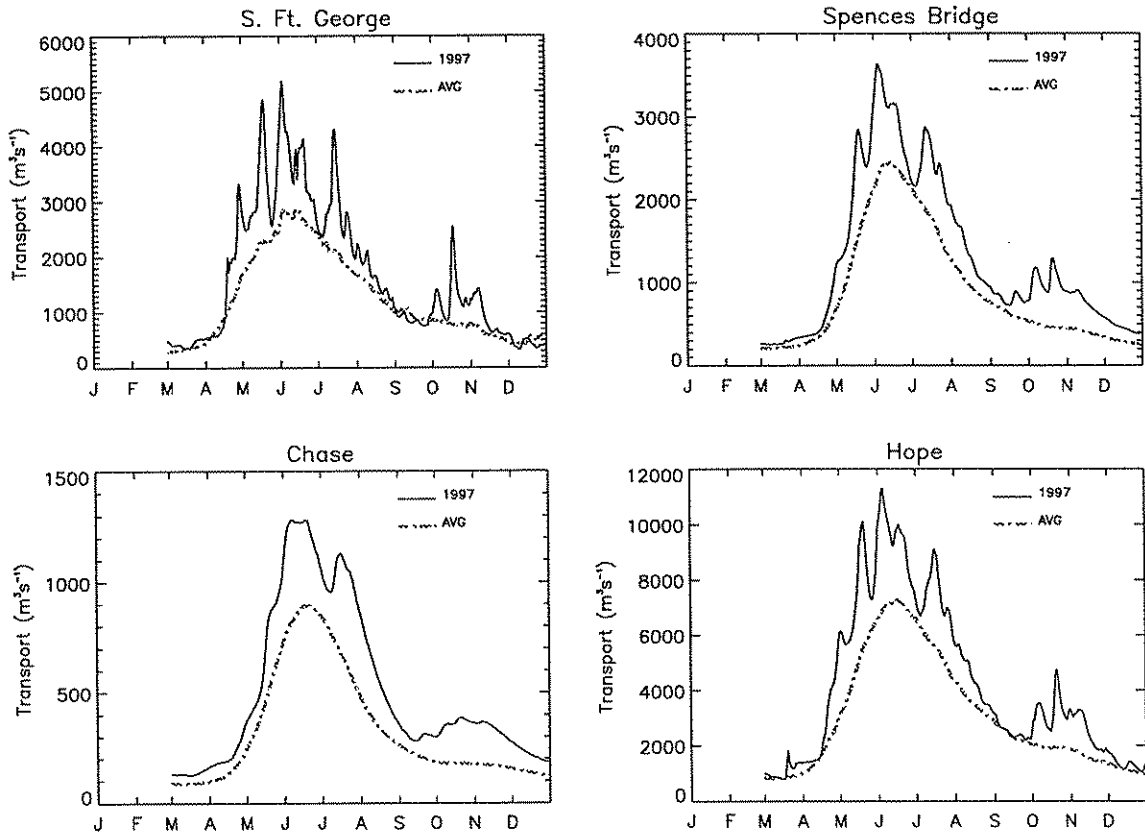 S. Ft. George
6000
5000
4000
3000
2000
1000
0
Transport (m³s⁻¹)
1997
AVG
J F M A M J J A S O N D
Spences Bridge
4000
3000
2000
1000
0
Transport (m³s⁻¹)
1997
AVG
J F M A M J J A S O N D
Chase
1500
1000
500
0
Transport (m³s⁻¹)
1997
AVG
J F M A M J J A S O N D
Hope
12000
10000
8000
6000
4000
2000
0
Transport (m³s⁻¹)
1997
AVG
J F M A M J J A S O N D